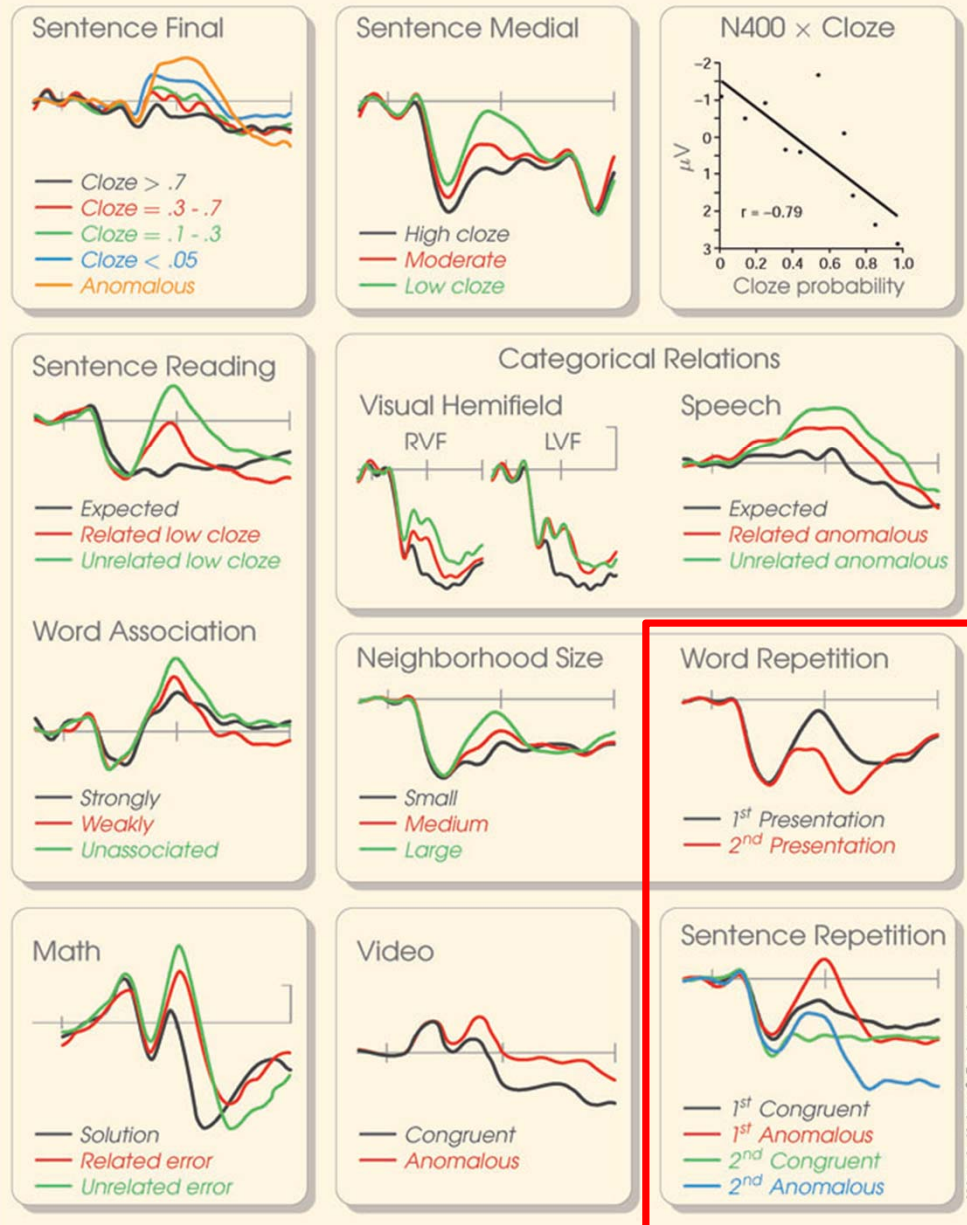 Sentence Final
Cloze > .7
Cloze = .3 - .7
Cloze = .1 - .3
Cloze < .05
Anomalous
Sentence Medial
High cloze
Moderate
Low cloze
N400 × Cloze
−2
−1
0
1
2
3
µV
r = −0.79
0 0.2 0.4 0.6 0.8 1.0
Cloze probability
Sentence Reading
Expected
Related low cloze
Unrelated low cloze
Word Association
Strongly
Weakly
Unassociated
Categorical Relations
Visual Hemifield
RVF LVF
Speech
Expected
Related anomalous
Unrelated anomalous
Neighborhood Size
Small
Medium
Large
Word Repetition
1st Presentation
2nd Presentation
Math
Solution
Related error
Unrelated error
Video
Congruent
Anomalous
Sentence Repetition
1st Congruent
1st Anomalous
2nd Congruent
2nd Anomalous